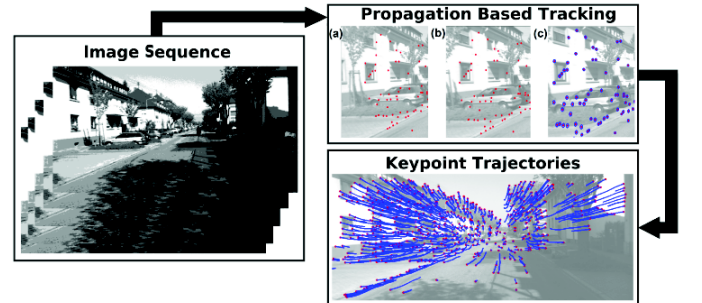 Image Sequence
Propagation Based Tracking
(a) (b) (c)
Keypoint Trajectories